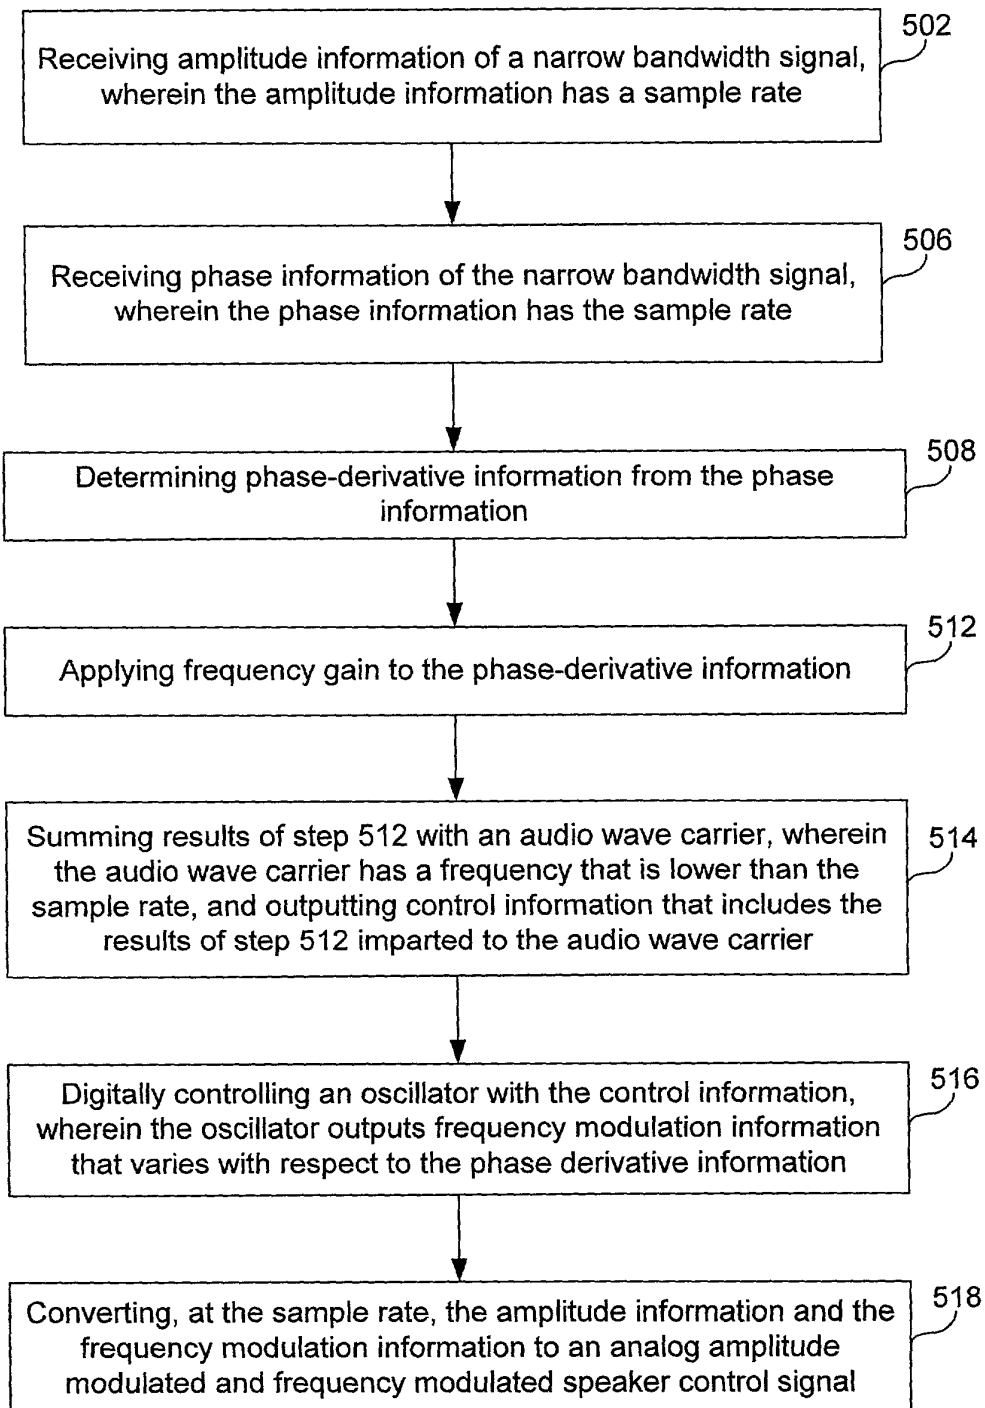 502
Receiving amplitude information of a narrow bandwidth signal,
wherein the amplitude information has a sample rate
506
Receiving phase information of the narrow bandwidth signal,
wherein the phase information has the sample rate
508
Determining phase-derivative information from the phase
information
512
Applying frequency gain to the phase-derivative information
514
Summing results of step 512 with an audio wave carrier, wherein
the audio wave carrier has a frequency that is lower than the
sample rate, and outputting control information that includes the
results of step 512 imparted to the audio wave carrier
516
Digitally controlling an oscillator with the control information,
wherein the oscillator outputs frequency modulation information
that varies with respect to the phase derivative information
518
Converting, at the sample rate, the amplitude information and the
frequency modulation information to an analog amplitude
modulated and frequency modulated speaker control signal